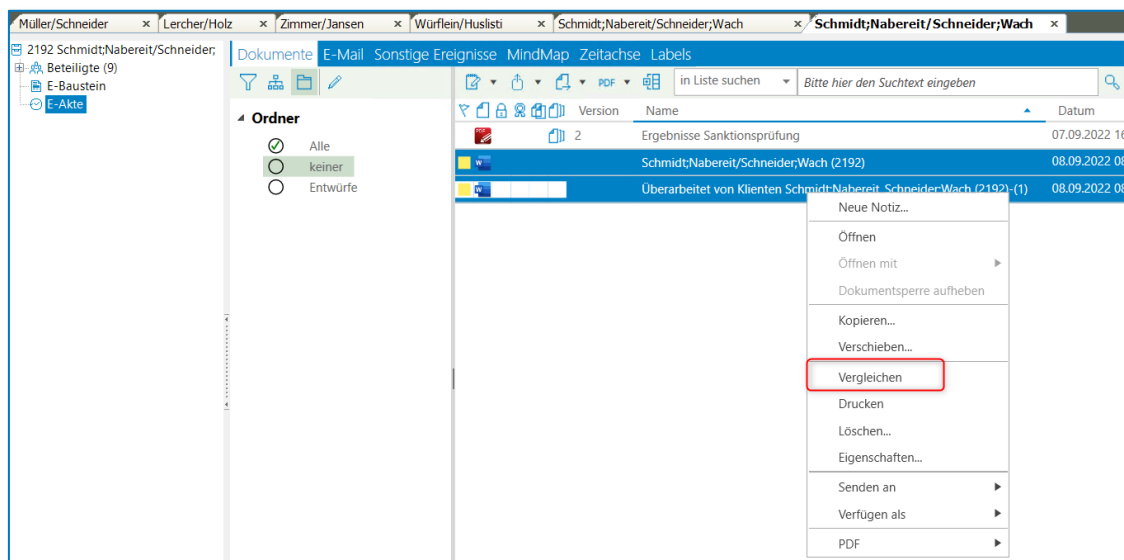 Müller/Schneider × Lercher/Holz × Zimmer/Jansen × Würflein/Huslisti × Schmidt;Nabereit/Schneider;Wach × Schmidt;Nabereit/Schneider;Wach ×
2192 Schmidt;Nabereit/Schneider;
Beteiligte (9)
E-Baustein
E-Akte
Dokumente E-Mail Sonstige Ereignisse MindMap Zeitachse Labels
PDF in Liste suchen Bitte hier den Suchtext eingeben
Ordner
Alle
keiner
Entwürfe
Version Name Datum
PDF 2 Ergebnisse Sanktionsprüfung 07.09.2022 16
Schmidt;Nabereit/Schneider;Wach (2192) 08.09.2022 08
Überarbeitet von Klienten Schmidt;Nabereit_Schneider;Wach (2192)-(1) 08.09.2022 08
Neue Notiz...
Öffnen
Öffnen mit
Dokumentsperre aufheben
Kopieren...
Verschieben...
Vergleichen
Drucken
Löschen...
Eigenschaften...
Senden an
Verfügen als
PDF